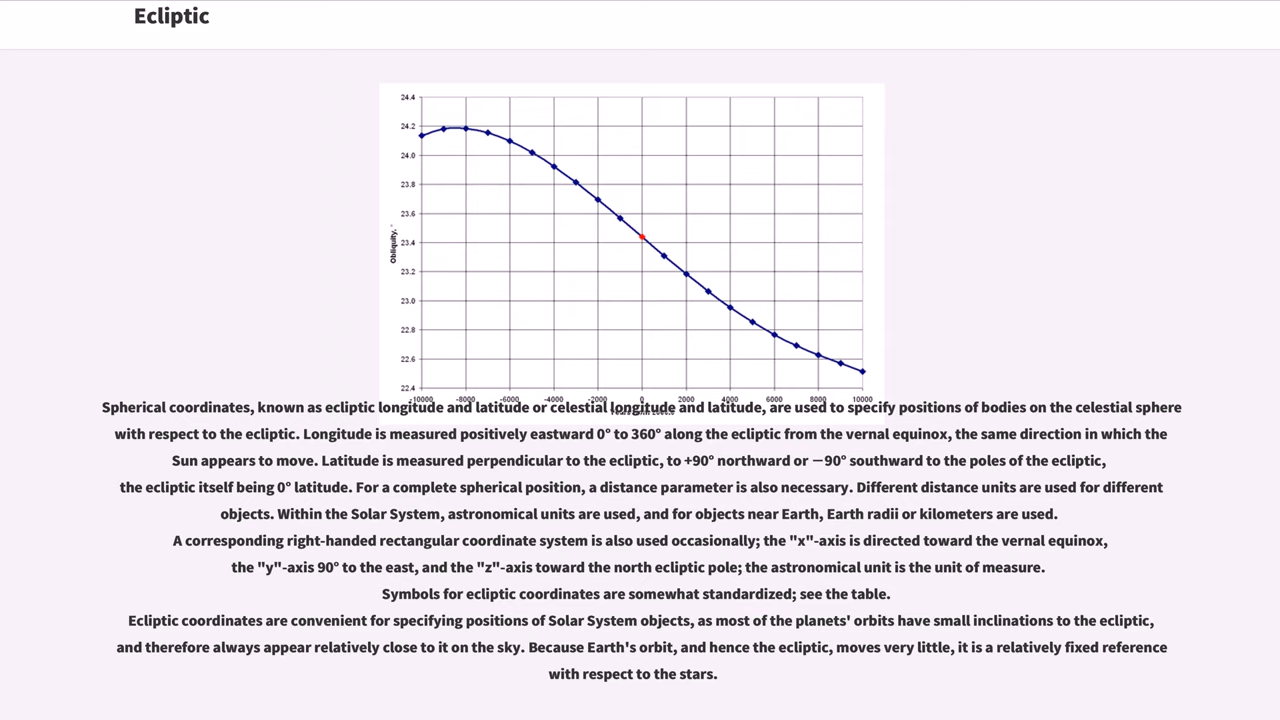 Ecliptic
24.4
24.2
24.0
23.8
23.6
23.4
23.2
23.0
22.8
22.6
22.4
Obliquity, °
-10000 -8000 -6000 -4000 -2000 0 2000 4000 6000 8000 10000
Spherical coordinates, known as ecliptic longitude and latitude or celestial longitude and latitude, are used to specify positions of bodies on the celestial sphere
with respect to the ecliptic. Longitude is measured positively eastward 0° to 360° along the ecliptic from the vernal equinox, the same direction in which the
Sun appears to move. Latitude is measured perpendicular to the ecliptic, to +90° northward or −90° southward to the poles of the ecliptic,
the ecliptic itself being 0° latitude. For a complete spherical position, a distance parameter is also necessary. Different distance units are used for different
objects. Within the Solar System, astronomical units are used, and for objects near Earth, Earth radii or kilometers are used.
A corresponding right-handed rectangular coordinate system is also used occasionally; the "x"-axis is directed toward the vernal equinox,
the "y"-axis 90° to the east, and the "z"-axis toward the north ecliptic pole; the astronomical unit is the unit of measure.
Symbols for ecliptic coordinates are somewhat standardized; see the table.
Ecliptic coordinates are convenient for specifying positions of Solar System objects, as most of the planets' orbits have small inclinations to the ecliptic,
and therefore always appear relatively close to it on the sky. Because Earth's orbit, and hence the ecliptic, moves very little, it is a relatively fixed reference
with respect to the stars.